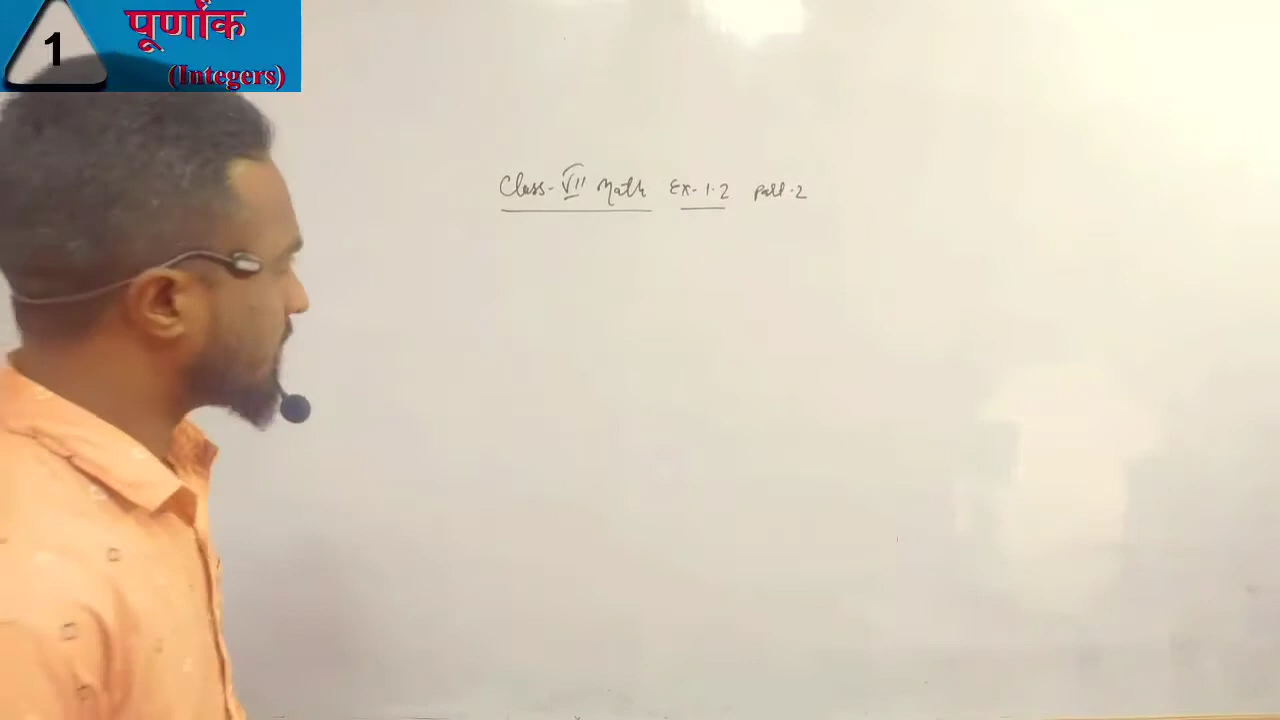 1
पूर्णांक
(Integers)
Class-VII Math Ex-1.2 part-2